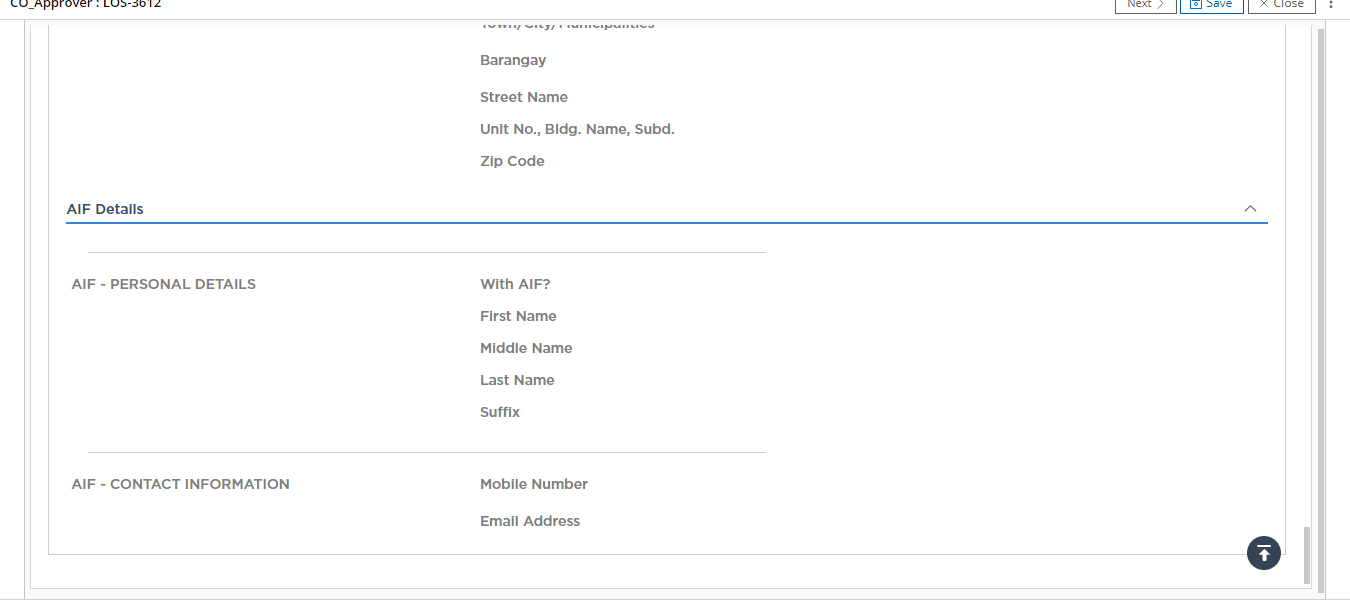 CO_Approver : LOS-3612
Next
Save
Close
Town/City/Municipalities
Barangay
Street Name
Unit No., Bldg. Name, Subd.
Zip Code
AIF Details
AIF - PERSONAL DETAILS
With AIF?
First Name
Middle Name
Last Name
Suffix
AIF - CONTACT INFORMATION
Mobile Number
Email Address